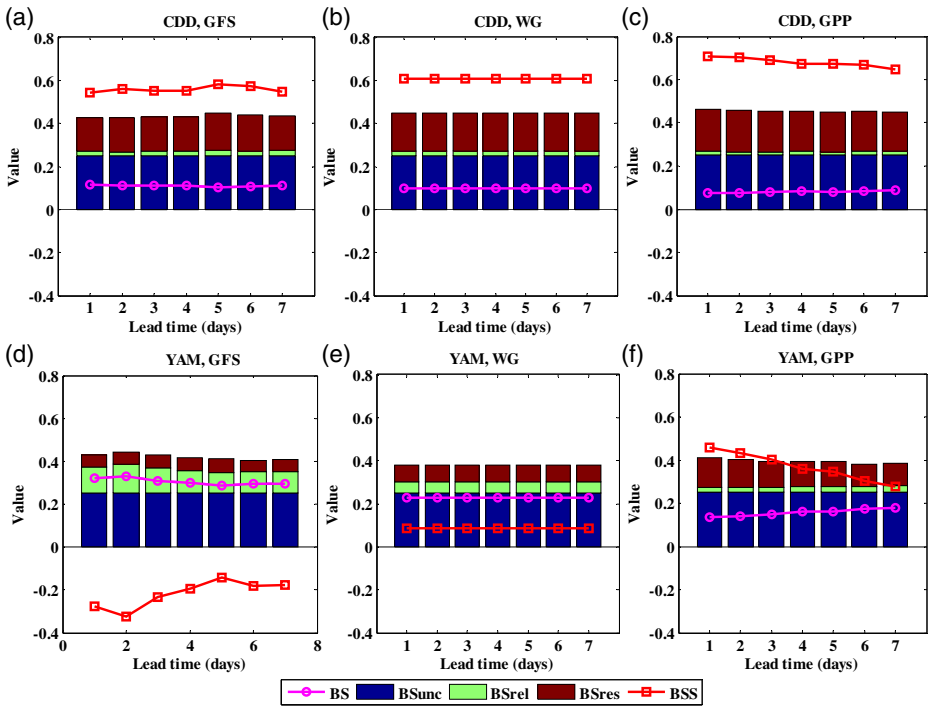 (a) CDD, GFS
(b) CDD, WG
(c) CDD, GPP
Value
0.8
0.6
0.4
0.2
0
-0.2
-0.4
1 2 3 4 5 6 7
Lead time (days)
Value
0.8
0.6
0.4
0.2
0
-0.2
-0.4
1 2 3 4 5 6 7
Lead time (days)
Value
0.8
0.6
0.4
0.2
0
-0.2
-0.4
1 2 3 4 5 6 7
Lead time (days)
(d) YAM, GFS
(e) YAM, WG
(f) YAM, GPP
Value
0.8
0.6
0.4
0.2
0
-0.2
-0.4
0 2 4 6 8
Lead time (days)
Value
0.8
0.6
0.4
0.2
0
-0.2
-0.4
1 2 3 4 5 6 7
Lead time (days)
Value
0.8
0.6
0.4
0.2
0
-0.2
-0.4
1 2 3 4 5 6 7
Lead time (days)
BS BSunc BSrel BSres BSS